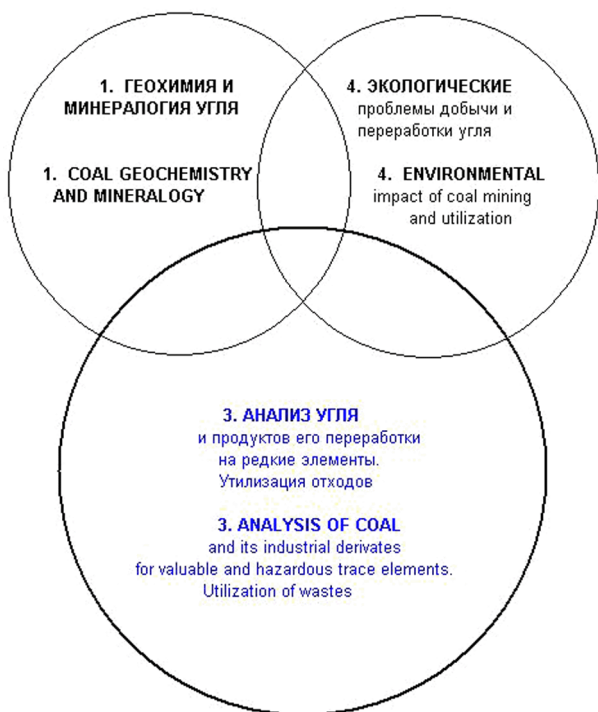 1. ГЕОХИМИЯ И
МИНЕРАЛОГИЯ УГЛЯ
1. COAL GEOCHEMISTRY
AND MINERALOGY
4. ЭКОЛОГИЧЕСКИЕ
проблемы добычи и
переработки угля
4. ENVIRONMENTAL
impact of coal mining
and utilization
3. АНАЛИЗ УГЛЯ
и продуктов его переработки
на редкие элементы.
Утилизация отходов
3. ANALYSIS OF COAL
and its industrial derivates
for valuable and hazardous trace elements.
Utilization of wastes